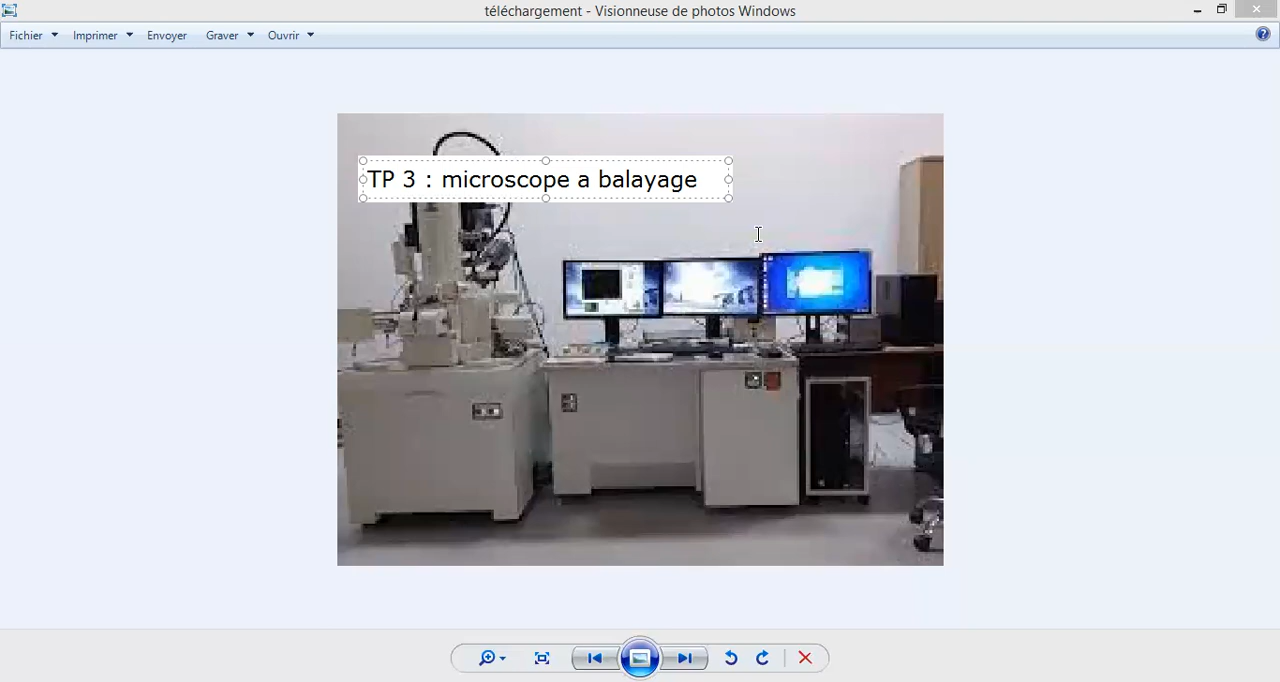 téléchargement - Visionneuse de photos Windows
Fichier Imprimer Envoyer Graver Ouvrir
TP 3 : microscope a balayage